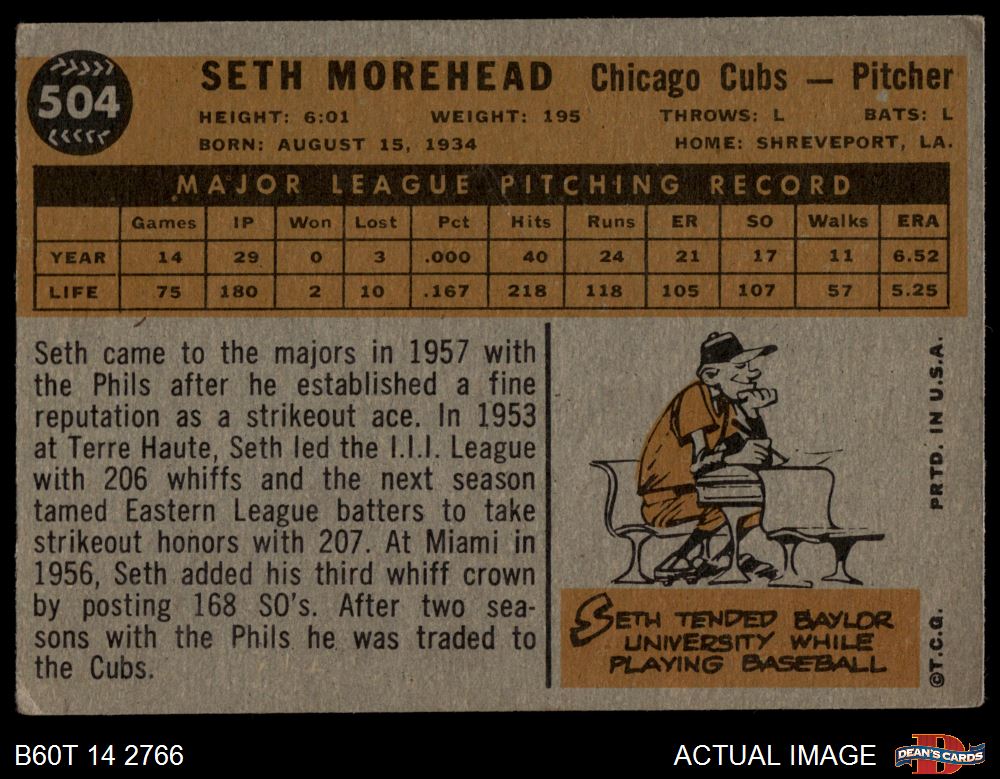 504
SETH MOREHEAD Chicago Cubs — Pitcher
HEIGHT: 6:01 WEIGHT: 195 THROWS: L BATS: L
BORN: AUGUST 15, 1934 HOME: SHREVEPORT, LA.
MAJOR LEAGUE PITCHING RECORD
Games IP Won Lost Pct Hits Runs ER SO Walks ERA
YEAR 14 29 0 3 .000 40 24 21 17 11 6.52
LIFE 75 180 2 10 .167 218 118 105 107 57 5.25
Seth came to the majors in 1957 with
the Phils after he established a fine
reputation as a strikeout ace. In 1953
at Terre Haute, Seth led the I.I.I. League
with 206 whiffs and the next season
tamed Eastern League batters to take
strikeout honors with 207. At Miami in
1956, Seth added his third whiff crown
by posting 168 SO's. After two sea-
sons with the Phils he was traded to
the Cubs.
SETH TENDED BAYLOR
UNIVERSITY WHILE
PLAYING BASEBALL
PRTD. IN U.S.A.
©T.C.G.
B60T 14 2766
ACTUAL IMAGE
D
DEAN'S CARDS